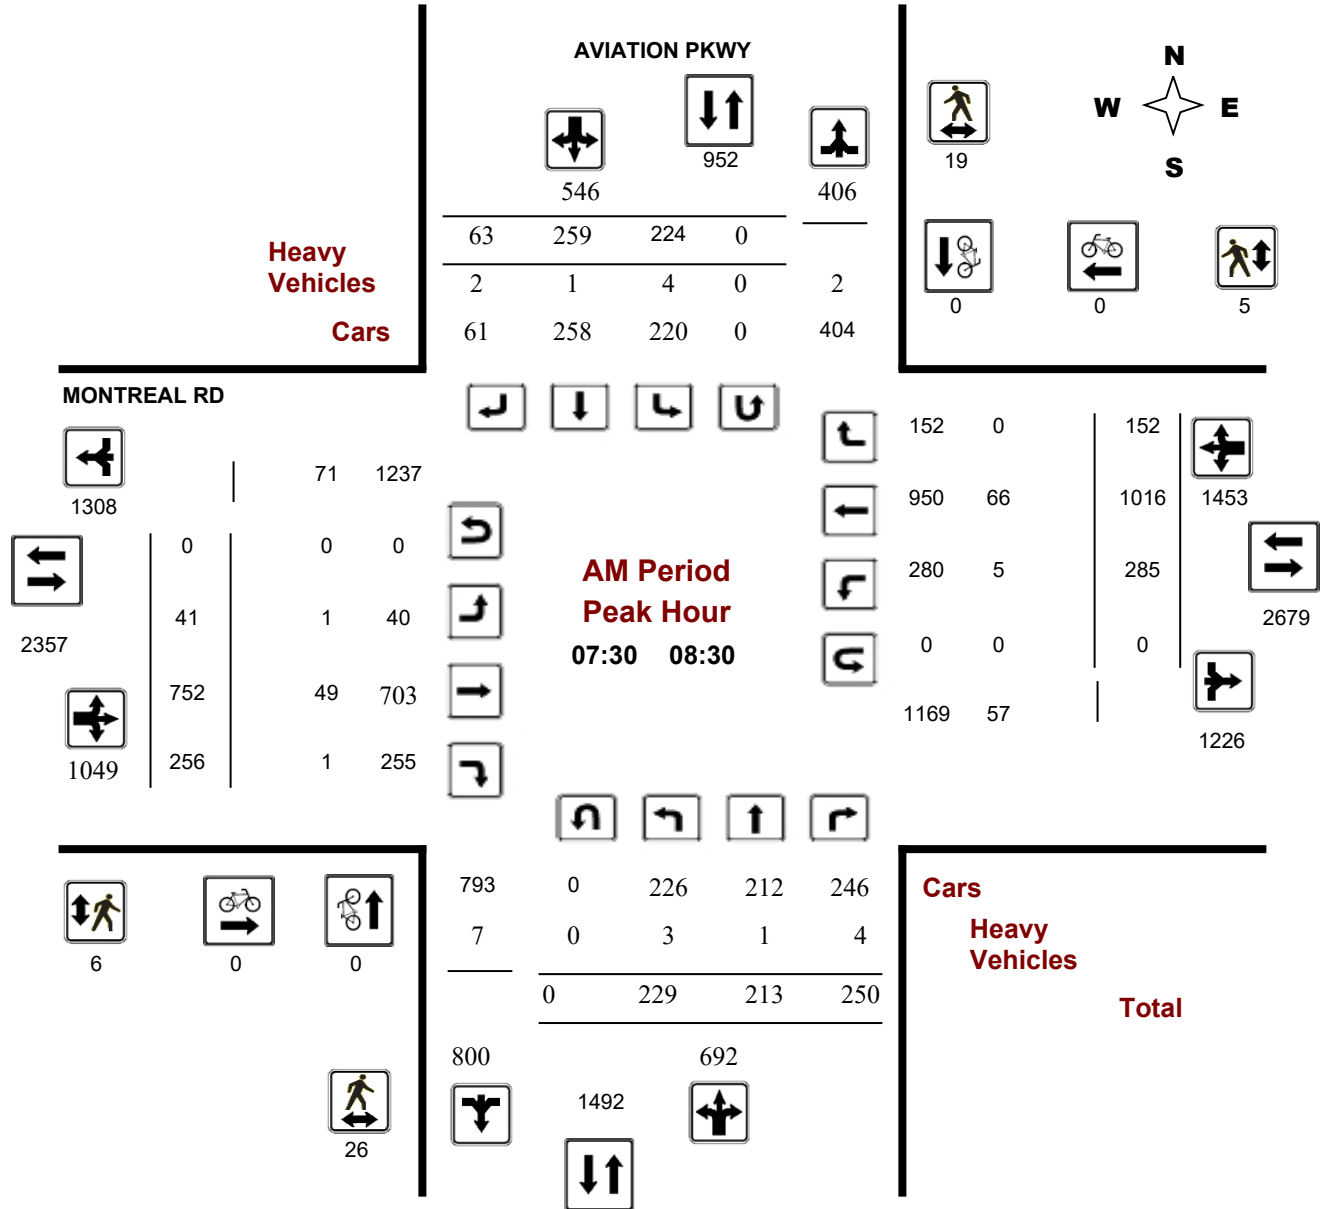 AVIATION PKWY
N
W E
S
952
19
546 406
63 259 224 0
Heavy
Vehicles
2 1 4 0 2
0 0 5
Cars
61 258 220 0 404
MONTREAL RD
152 0 152
71 1237
1308
950 66 1016 1453
0 0 0
AM Period
280 5 285
Peak Hour
41 1 40
2679
2357
07:30 08:30
0 0 0
752 49 703
1169 57
1226
1049 256 1 255
793 0 226 212 246
Cars
7 0 3 1 4
Heavy
Vehicles
6 0 0
0 229 213 250
Total
800 692
1492
26